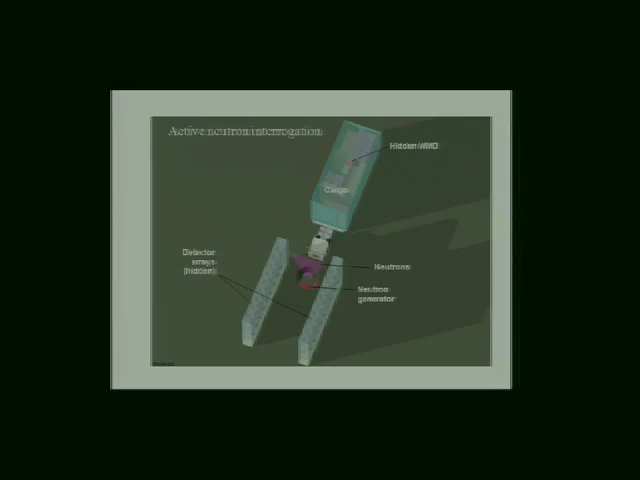 Active neutron interrogation
Hidden WMD
Cargo
Detector
arrays
(hidden)
Neutrons
Neutron
generator